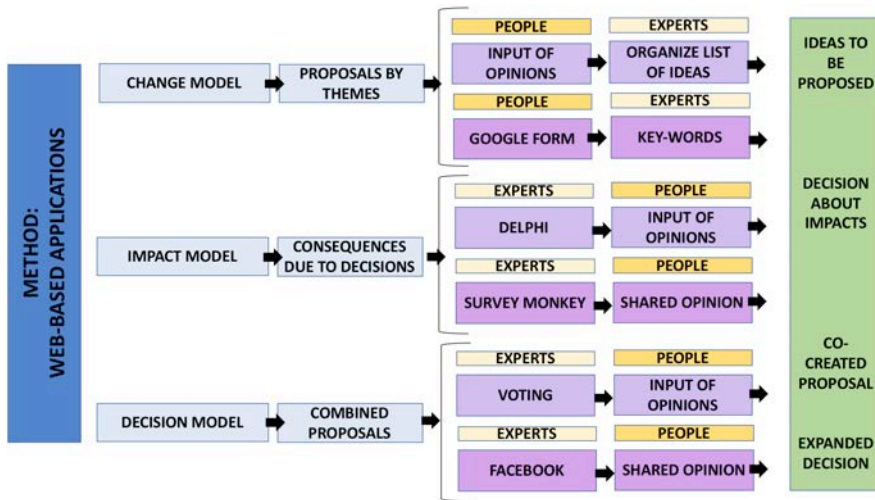 METHOD:
WEB-BASED APPLICATIONS
CHANGE MODEL
PROPOSALS BY
THEMES
PEOPLE
EXPERTS
INPUT OF
OPINIONS
ORGANIZE LIST
OF IDEAS
PEOPLE
EXPERTS
GOOGLE FORM
KEY-WORDS
IMPACT MODEL
CONSEQUENCES
DUE TO DECISIONS
EXPERTS
PEOPLE
DELPHI
INPUT OF
OPINIONS
EXPERTS
PEOPLE
SURVEY MONKEY
SHARED OPINION
DECISION MODEL
COMBINED
PROPOSALS
EXPERTS
PEOPLE
VOTING
INPUT OF
OPINIONS
EXPERTS
PEOPLE
FACEBOOK
SHARED OPINION
IDEAS TO
BE
PROPOSED
DECISION
ABOUT
IMPACTS
CO-
CREATED
PROPOSAL
EXPANDED
DECISION